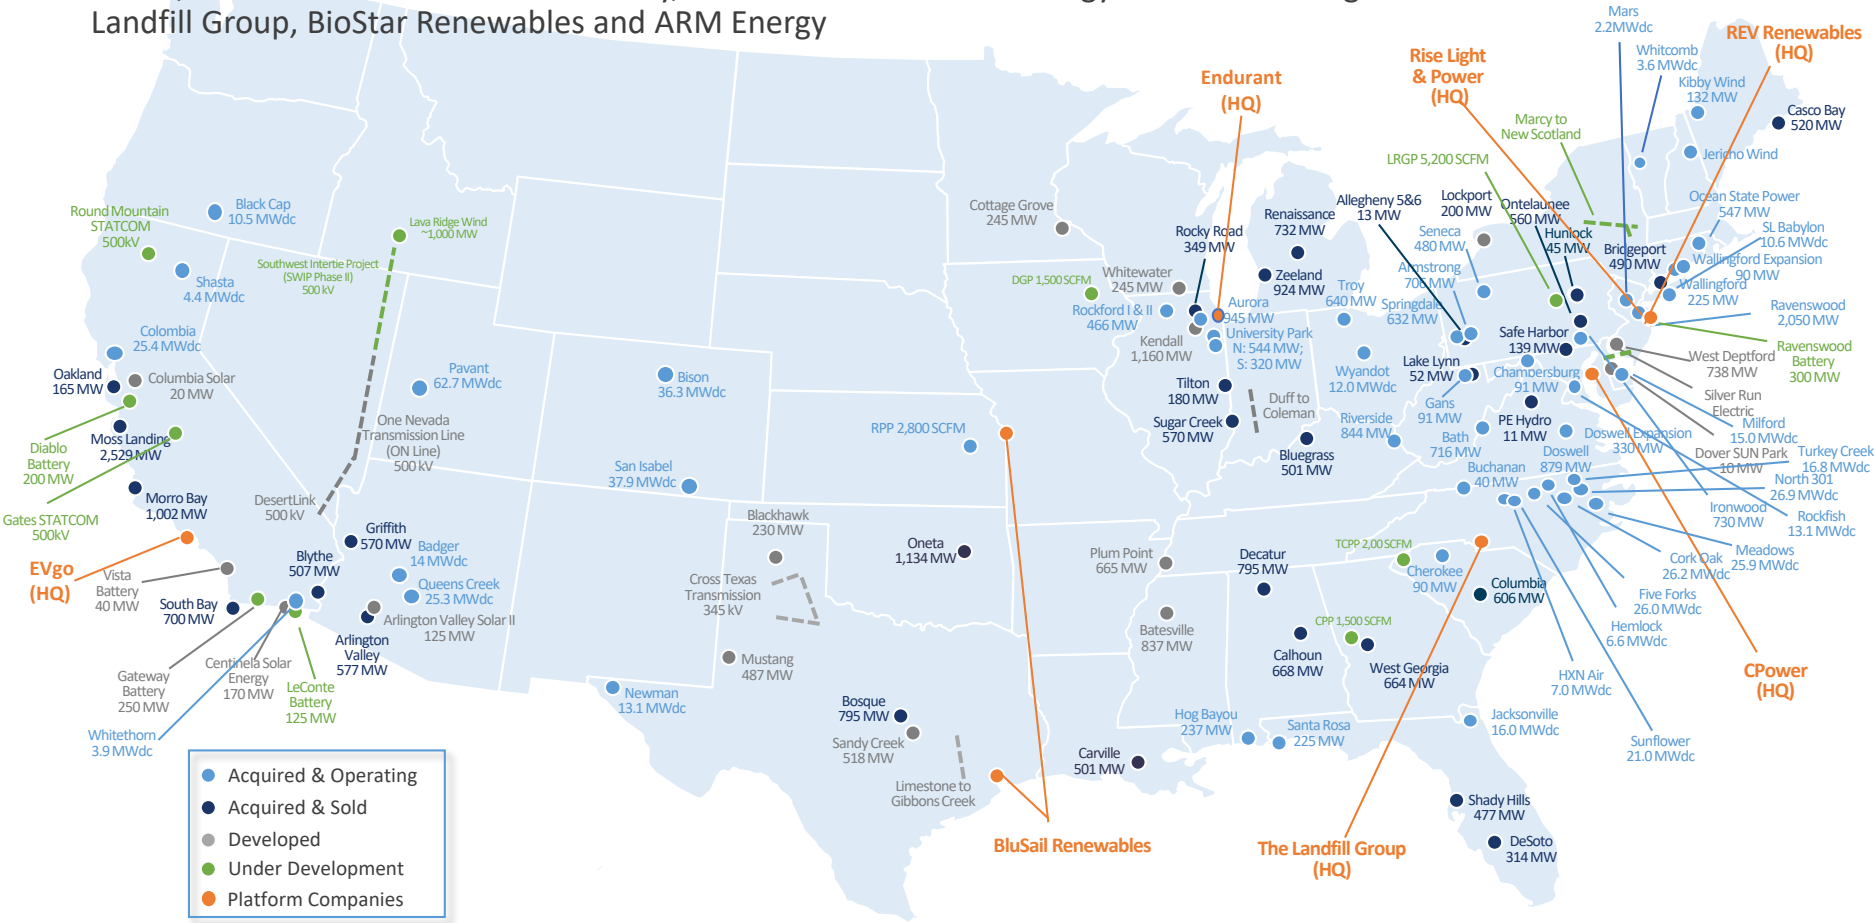 Landfill Group, BioStar Renewables and ARM Energy
Mars
2.2MWdc
REV Renewables
(HQ)
Whitcomb
3.6 MWdc
Rise Light
& Power
(HQ)
Endurant
(HQ)
Kibby Wind
132 MW
Casco Bay
520 MW
Marcy to
New Scotland
Jericho Wind
LRGP 5,200 SCFM
Ocean State Power
547 MW
Allegheny 5&6
13 MW
Lockport
200 MW
Ontelaunee
560 MW
Hunlock
45 MW
Cottage Grove
245 MW
Renaissance
732 MW
Rocky Road
349 MW
Seneca
480 MW
SL Babylon
10.6 MWdc
Bridgeport
490 MW
Wallingford Expansion
90 MW
Wallingford
225 MW
Black Cap
10.5 MWdc
Round Mountain
STATCOM
500kV
Lava Ridge Wind
~1,000 MW
Southwest Intertie Project
(SWIP Phase II)
500 kV
Shasta
4.4 MWdc
DGP 1,500 SCFM
Whitewater
245 MW
Zeeland
924 MW
Armstrong
706 MW
Troy
640 MW
Springdale
632 MW
Rockford I & II
466 MW
Aurora
945 MW
University Park
N: 544 MW;
S: 320 MW
Ravenswood
2,050 MW
Colombia
25.4 MWdc
Kendall
1,160 MW
Safe Harbor
139 MW
West Deptford
738 MW
Ravenswood
Battery
300 MW
Oakland
165 MW
Columbia Solar
20 MW
Pavant
62.7 MWdc
Bison
36.3 MWdc
Tilton
180 MW
Wyandot
12.0 MWdc
Lake Lynn
52 MW
Chambersburg
91 MW
Silver Run
Electric
Duff to
Coleman
Gans
91 MW
Sugar Creek
570 MW
Riverside
844 MW
PE Hydro
11 MW
Milford
15.0 MWdc
RPP 2,800 SCFM
One Nevada
Transmission Line
(ON Line)
500 kV
Moss Landing
2,529 MW
Diablo
Battery
200 MW
Bluegrass
501 MW
Bath
716 MW
Doswell Expansion
330 MW
Doswell
879 MW
Dover SUN Park
10 MW
Turkey Creek
16.8 MWdc
San Isabel
37.9 MWdc
Buchanan
40 MW
North 301
26.9 MWdc
Morro Bay
1,002 MW
DesertLink
500 kV
Gates STATCOM
500kV
Ironwood
730 MW
Rockfish
13.1 MWdc
Griffith
570 MW
Blackhawk
230 MW
Oneta
1,134 MW
Plum Point
665 MW
Decatur
795 MW
TCPP 2,00 SCFM
Cherokee
90 MW
Cork Oak
26.2 MWdc
Meadows
25.9 MWdc
Badger
14 MWdc
Blythe
507 MW
EVgo
(HQ)
Vista
Battery
40 MW
Queens Creek
25.3 MWdc
Cross Texas
Transmission
345 kV
Columbia
606 MW
Five Forks
26.0 MWdc
South Bay
700 MW
Arlington Valley Solar II
125 MW
Batesville
837 MW
CPP 1,500 SCFM
Hemlock
6.6 MWdc
Arlington
Valley
577 MW
Calhoun
668 MW
West Georgia
664 MW
HXN Air
7.0 MWdc
CPower
(HQ)
Centinela Solar
Energy
170 MW
Gateway
Battery
250 MW
LeConte
Battery
125 MW
Mustang
487 MW
Newman
13.1 MWdc
Bosque
795 MW
Hog Bayou
237 MW
Santa Rosa
225 MW
Jacksonville
16.0 MWdc
Whitethorn
3.9 MWdc
Sandy Creek
518 MW
Carville
501 MW
Sunflower
21.0 MWdc
Limestone to
Gibbons Creek
Shady Hills
477 MW
DeSoto
314 MW
BluSail Renewables
The Landfill Group
(HQ)
Acquired & Operating
Acquired & Sold
Developed
Under Development
Platform Companies